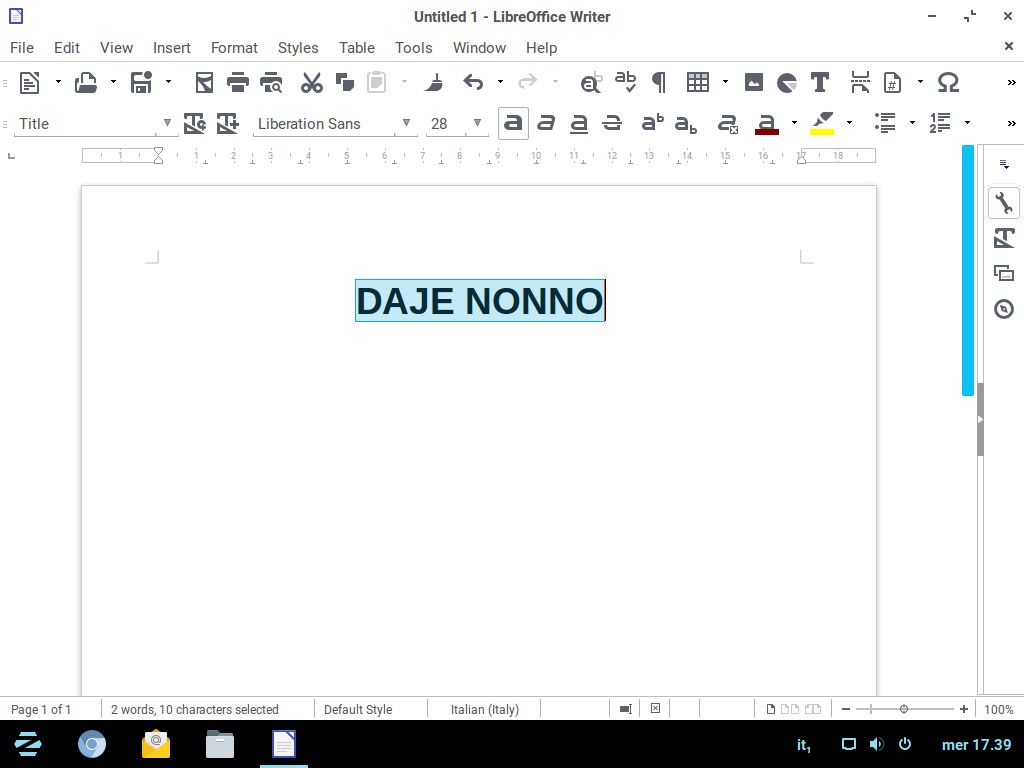 Untitled 1 - LibreOffice Writer
File Edit View Insert Format Styles Table Tools Window Help
Title Liberation Sans 28
1 1 2 3 4 5 6 7 8 9 10 11 12 13 14 15 16 17 18
DAJE NONNO
Page 1 of 1 2 words, 10 characters selected Default Style Italian (Italy) 100%
it1 mer 17.39